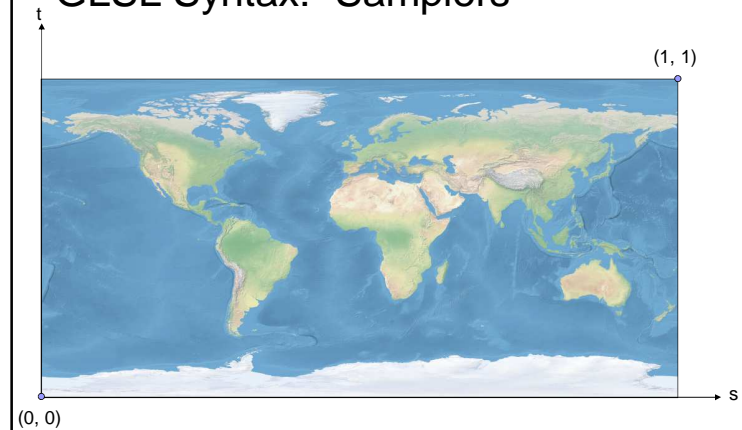 GLSL Syntax: Samplers
t
(1, 1)
s
(0, 0)